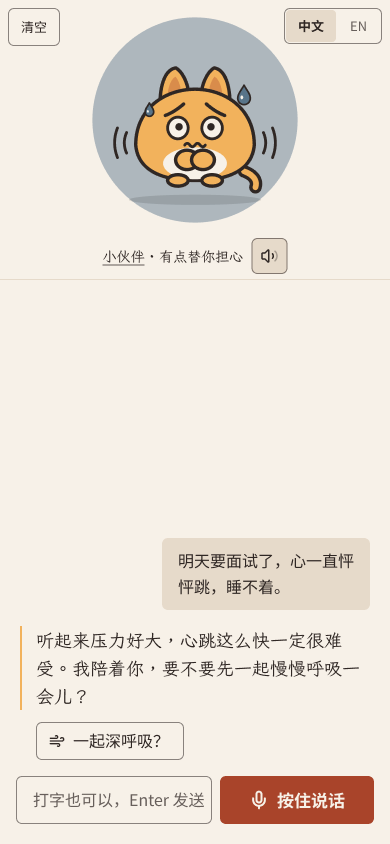 清空
中文 EN
小伙伴·有点替你担心
明天要面试了，心一直怦
怦跳，睡不着。
听起来压力好大，心跳这么快一定很难
受。我陪着你，要不要先一起慢慢呼吸一
会儿？
一起深呼吸？
打字也可以，Enter 发送
按住说话